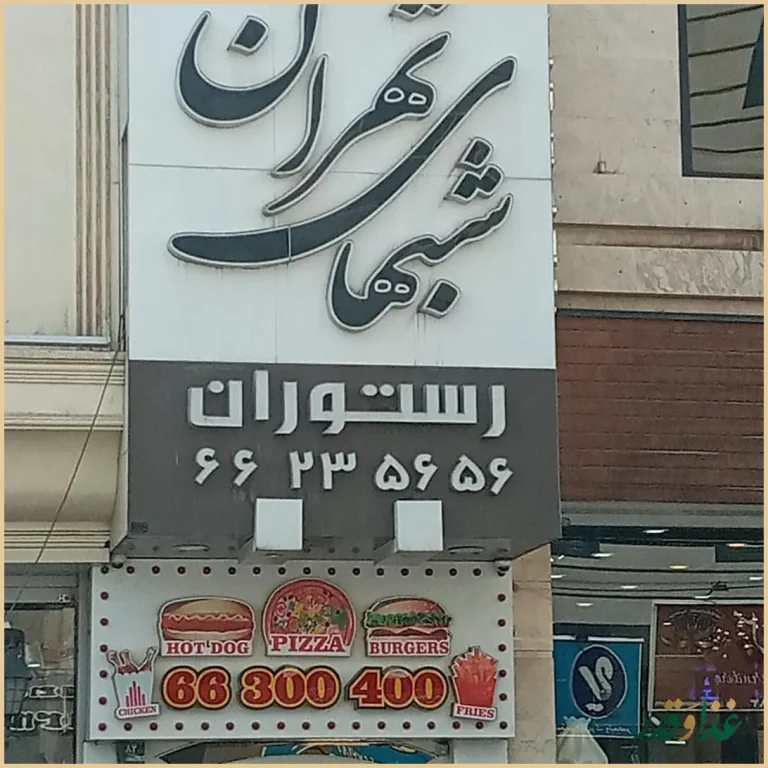 شبهای
تهران
رستوران
۶۶ ۲۳ ۵۶ ۵۶
HOT DOG
PIZZA
BURGERS
CHICKEN
66 300 400
FRIES